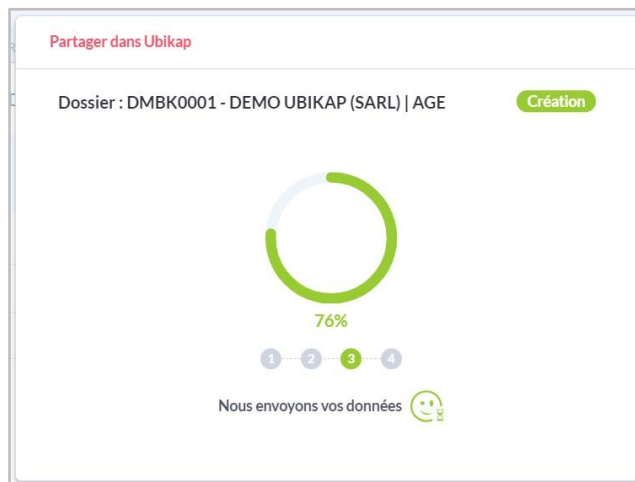 Partager dans Ubikap
Dossier : DMBK0001 - DEMO UBIKAP (SARL) | AGE
Création
76%
1 2 3 4
Nous envoyons vos données